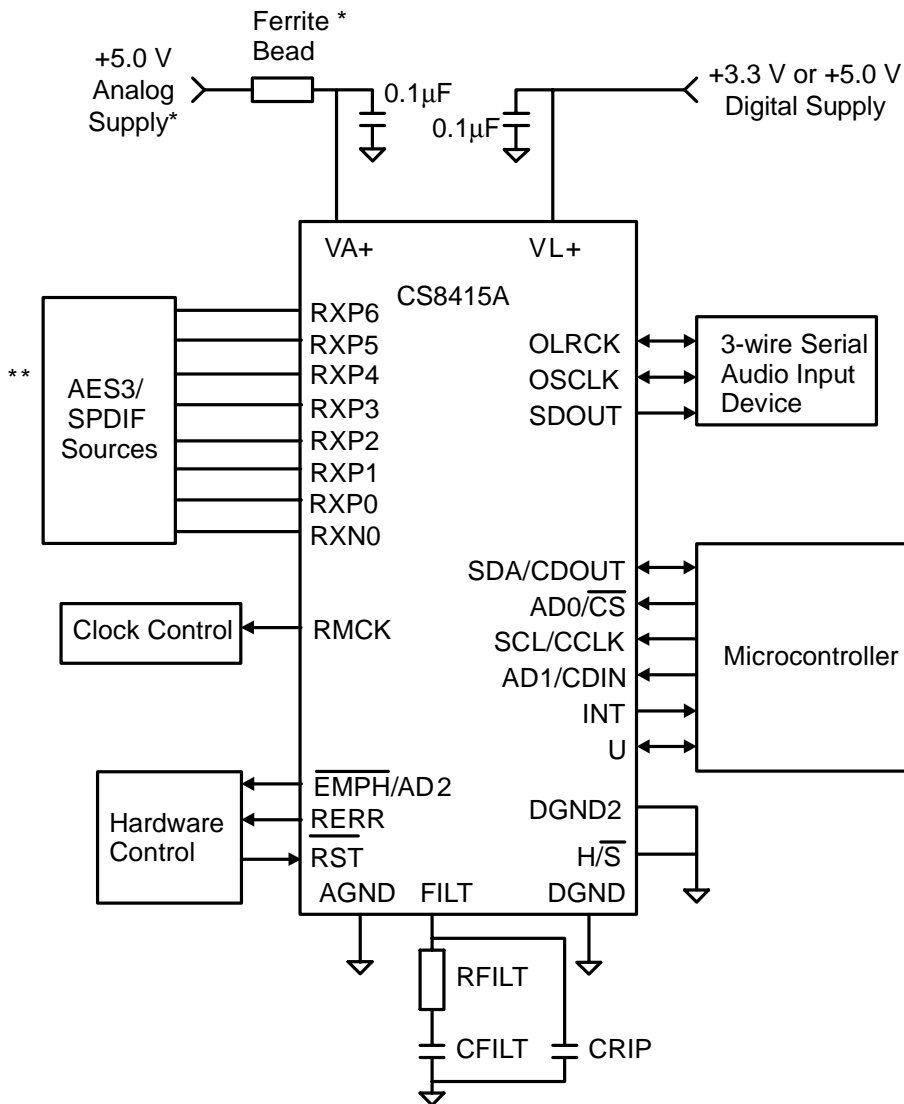 Ferrite *
Bead
+5.0 V
Analog
Supply*
0.1μF
0.1μF
+3.3 V or +5.0 V
Digital Supply
VA+
VL+
CS8415A
**
AES3/
SPDIF
Sources
RXP6
RXP5
RXP4
RXP3
RXP2
RXP1
RXP0
RXN0
OLRCK
OSCLK
SDOUT
3-wire Serial
Audio Input
Device
Clock Control
RMCK
SDA/CDOUT
AD0/CS
SCL/CCLK
AD1/CDIN
INT
U
Microcontroller
Hardware
Control
EMPH/AD2
RERR
RST
DGND2
H/S
AGND
FILT
DGND
RFILT
CFILT
CRIP